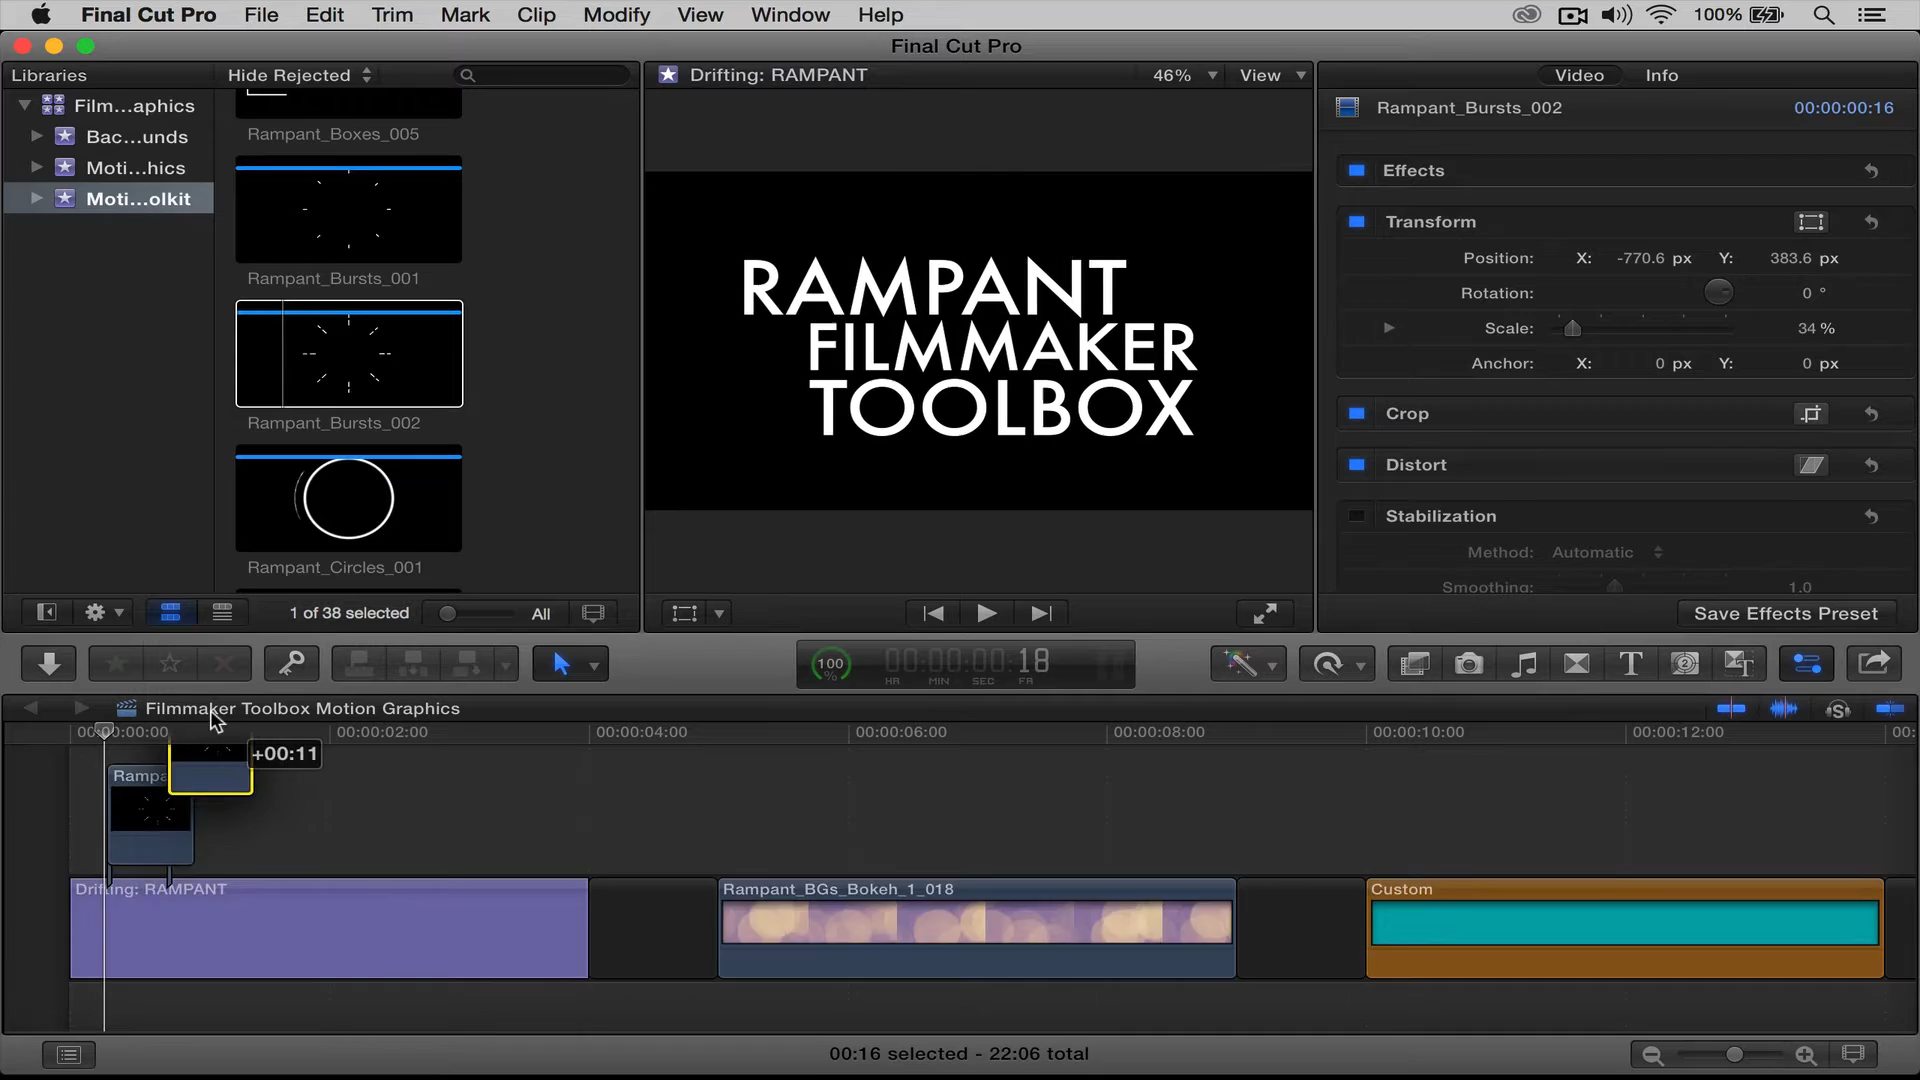 Final Cut Pro File Edit Trim Mark Clip Modify View Window Help 100%
Final Cut Pro
Libraries Hide Rejected
Film...aphics
Bac...unds
Moti...hics
Moti...olkit
Rampant_Boxes_005
Rampant_Bursts_001
Rampant_Bursts_002
Rampant_Circles_001
1 of 38 selected All
Drifting: RAMPANT 46% View
RAMPANT
FILMMAKER
TOOLBOX
Video Info
Rampant_Bursts_002 00:00:00:16
Effects
Transform
Position: X: -770.6 px Y: 383.6 px
Rotation: 0 °
Scale: 34 %
Anchor: X: 0 px Y: 0 px
Crop
Distort
Stabilization
Method: Automatic
Smoothing: 1.0
Save Effects Preset
100 % 00:00:00:18
HR MIN SEC FR
Filmmaker Toolbox Motion Graphics
00:00:00:00 00:00:02:00 00:00:04:00 00:00:06:00 00:00:08:00 00:00:10:00 00:00:12:00 00:
+00:11
Rampa
Drifting: RAMPANT
Rampant_BGs_Bokeh_1_018
Custom
00:16 selected - 22:06 total